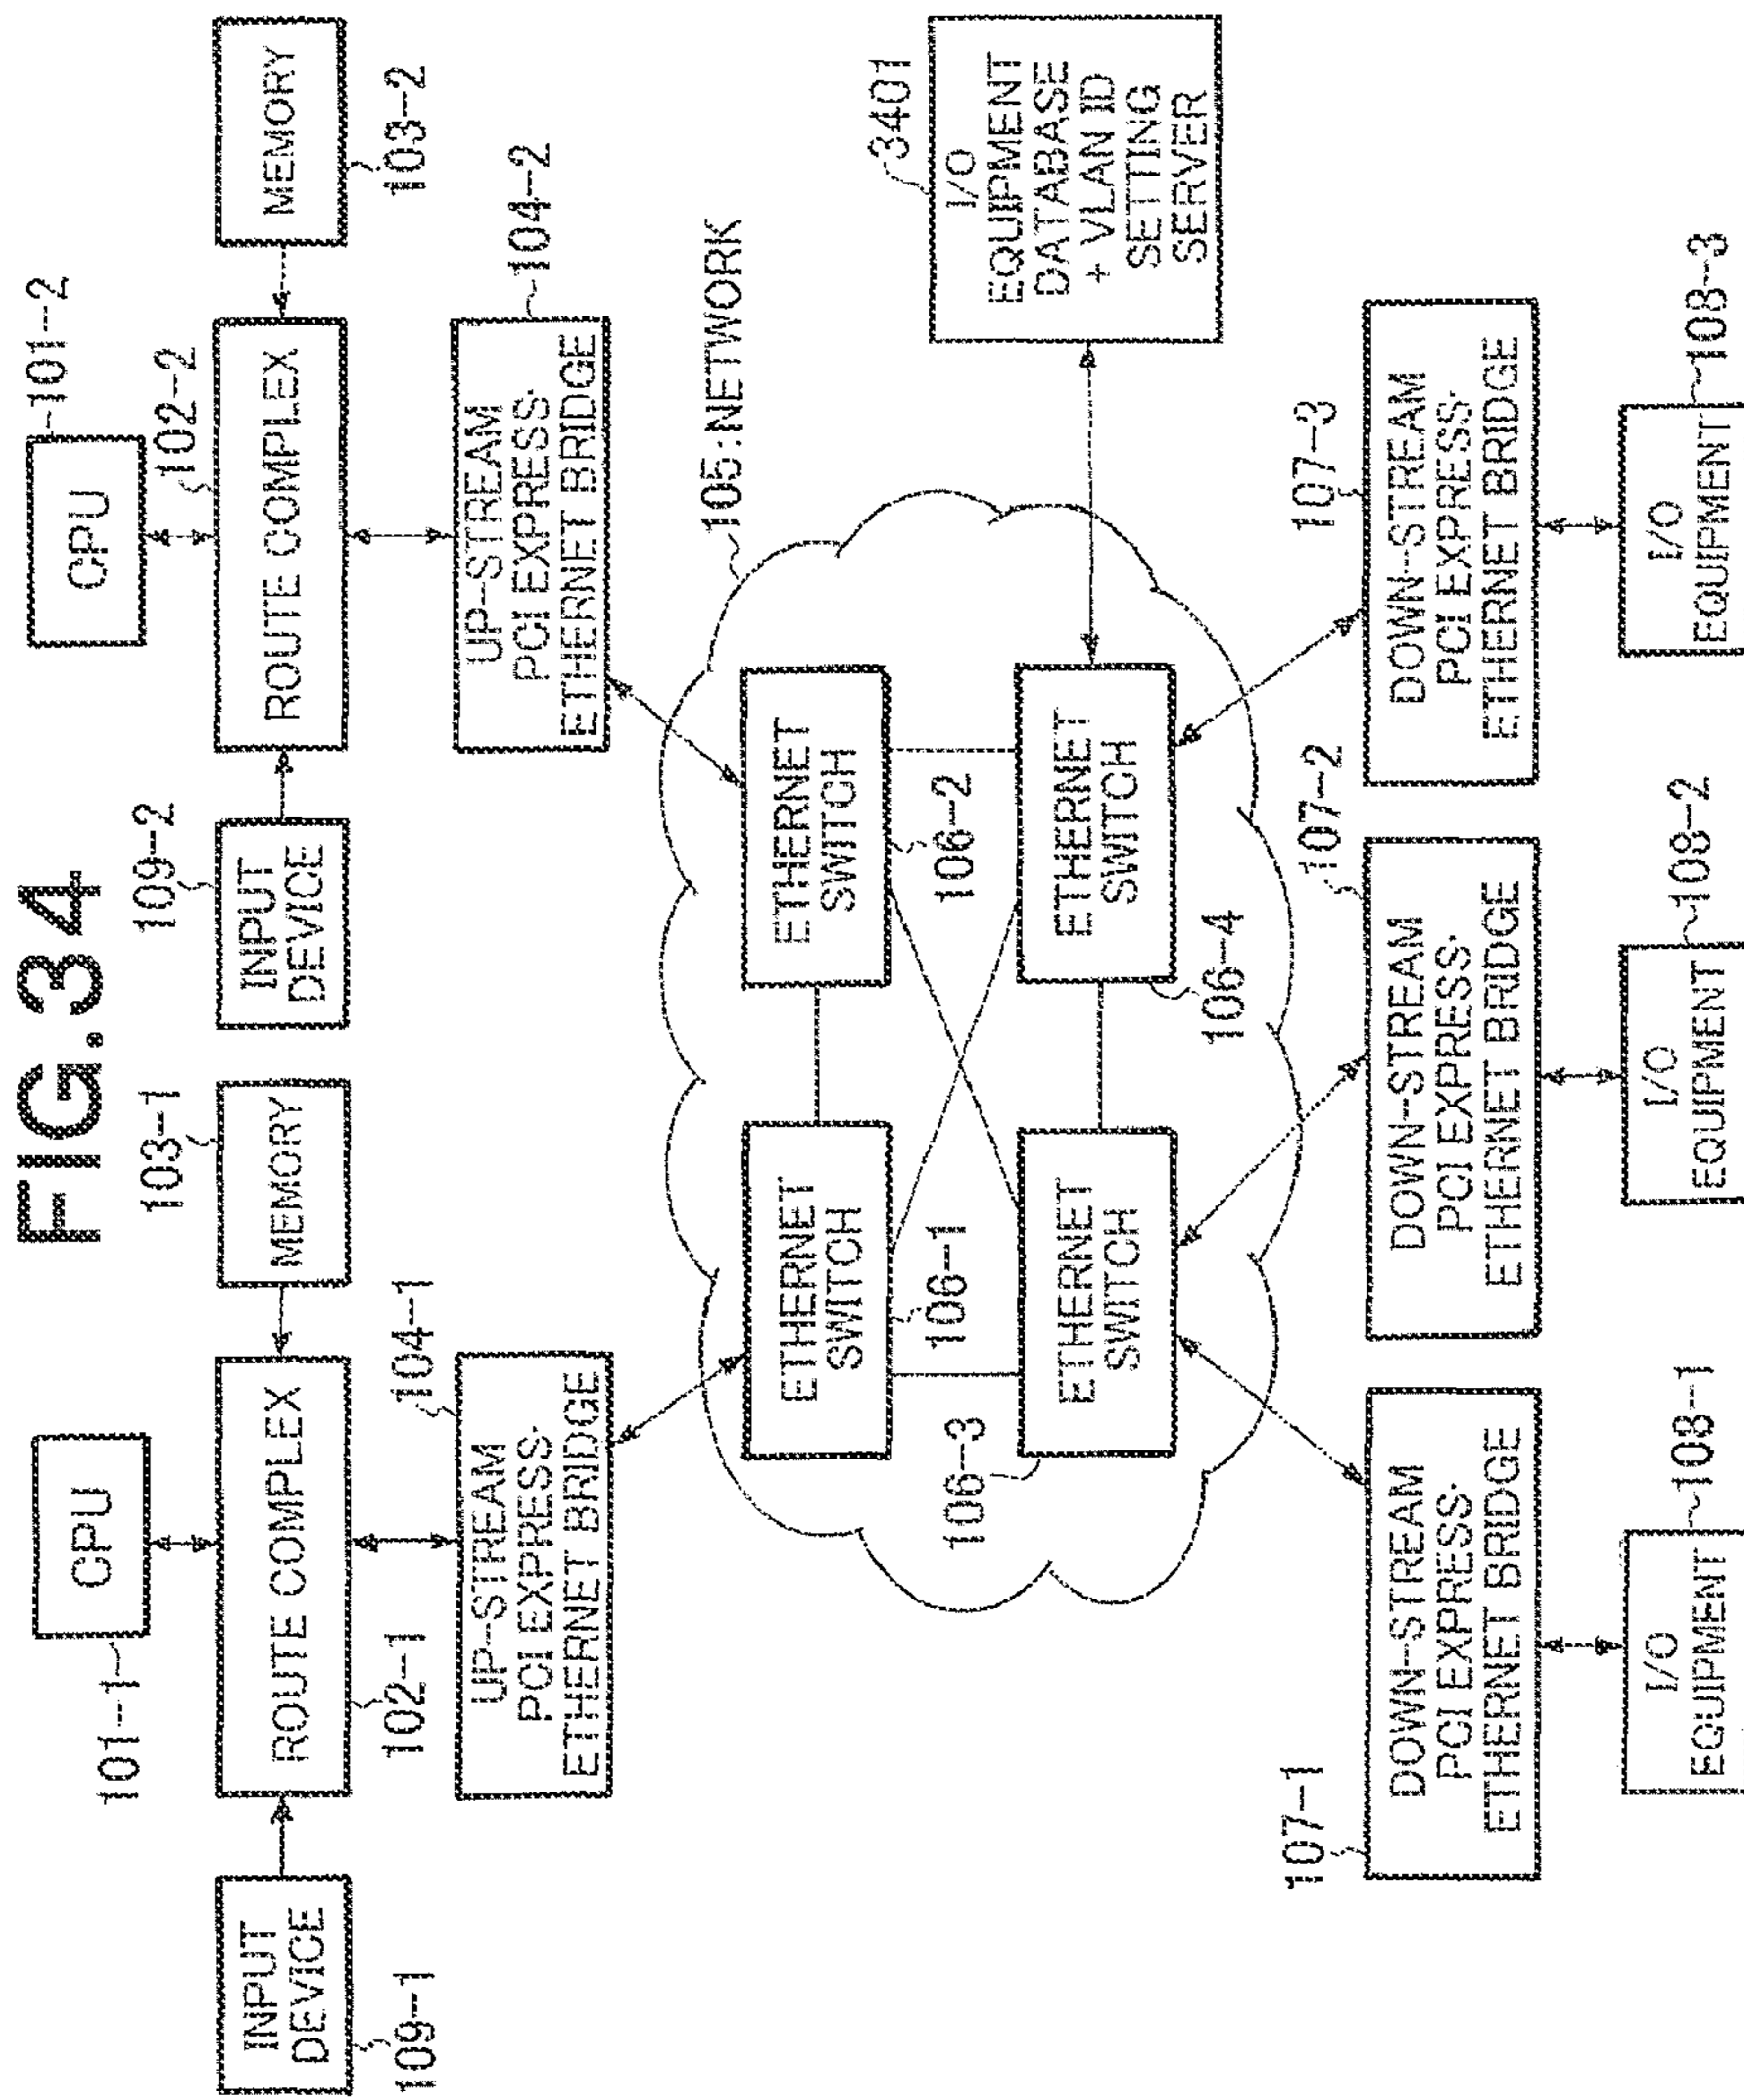 FIG.34
101-1
CPU
101-2
CPU
109-1
INPUT
DEVICE
102-1
ROUTE COMPLEX
103-1
MEMORY
109-2
INPUT
DEVICE
102-2
ROUTE COMPLEX
103-2
MEMORY
104-1
UP-STREAM
PCI EXPRESS-
ETHERNET BRIDGE
104-2
UP-STREAM
PCI EXPRESS-
ETHERNET BRIDGE
105:NETWORK
ETHERNET
SWITCH
106-1
ETHERNET
SWITCH
106-2
106-3
ETHERNET
SWITCH
ETHERNET
SWITCH
106-4
3401
I/O
EQUIPMENT
DATABASE
+ VLAN ID
SETTING
SERVER
107-1
DOWN-STREAM
PCI EXPRESS-
ETHERNET BRIDGE
107-2
DOWN-STREAM
PCI EXPRESS-
ETHERNET BRIDGE
107-3
DOWN-STREAM
PCI EXPRESS-
ETHERNET BRIDGE
108-1
I/O
EQUIPMENT
108-2
I/O
EQUIPMENT
108-3
I/O
EQUIPMENT